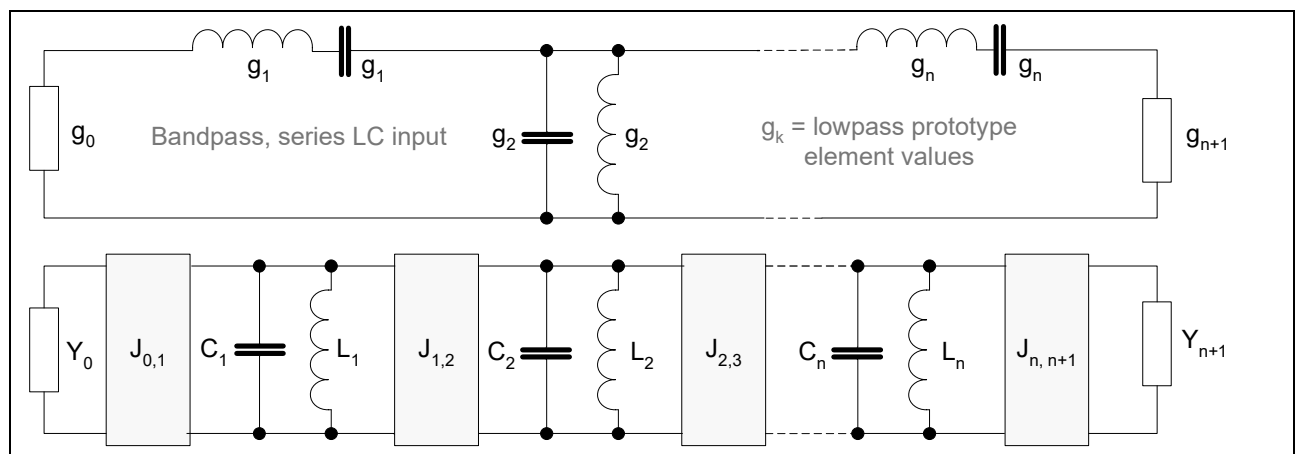 g₁ g₁ gₙ gₙ
g₀ Bandpass, series LC input g₂ g₂ gₖ = lowpass prototype
element values gₙ₊₁
Y₀ J₀,₁ C₁ L₁ J₁,₂ C₂ L₂ J₂,₃ Cₙ Lₙ Jₙ, ₙ₊₁ Yₙ₊₁